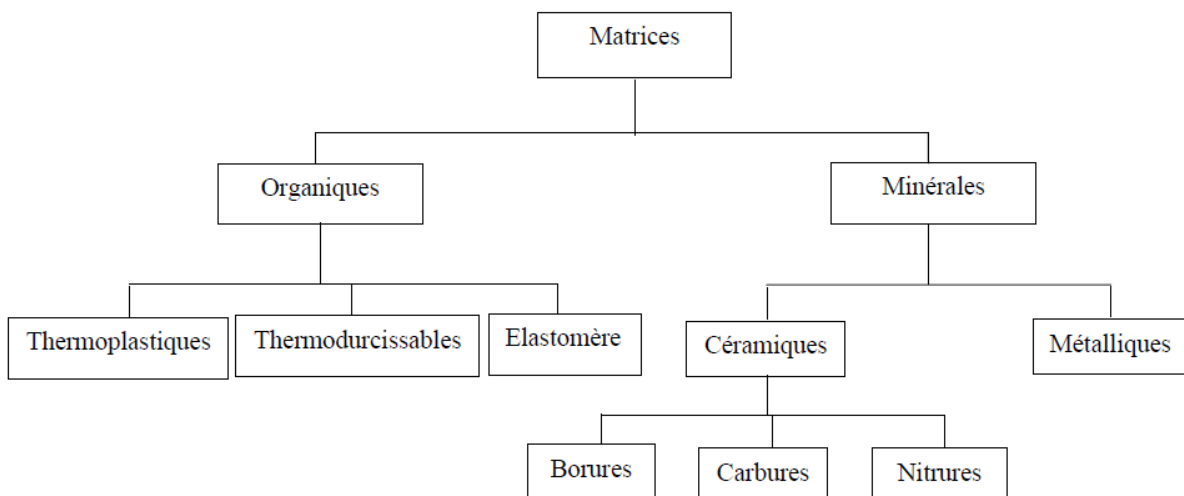 Matrices
Organiques
Minérales
Thermoplastiques
Thermodurcissables
Elastomère
Céramiques
Métalliques
Borures
Carbures
Nitrures